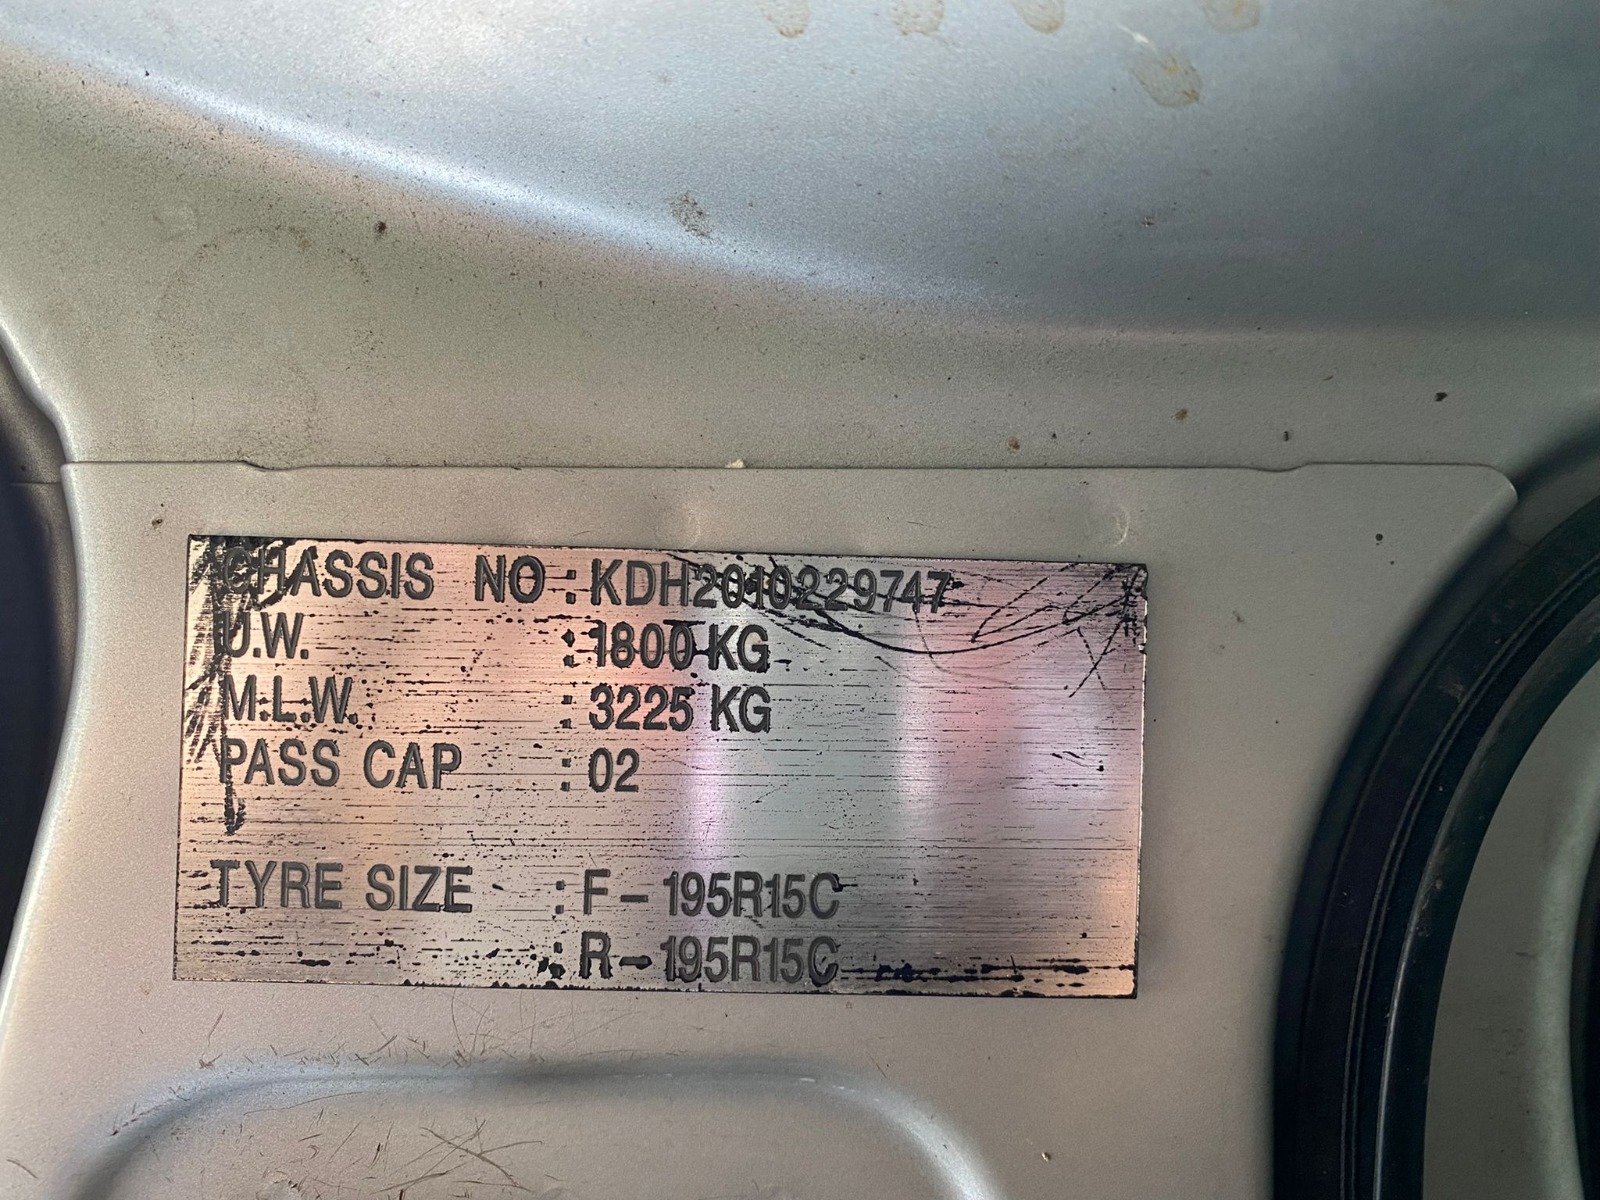 CHASSIS NO : KDH2010229747
U.W. : 1800 KG
M.L.W. : 3225 KG
PASS CAP : 02
TYRE SIZE : F - 195R15C
: R - 195R15C